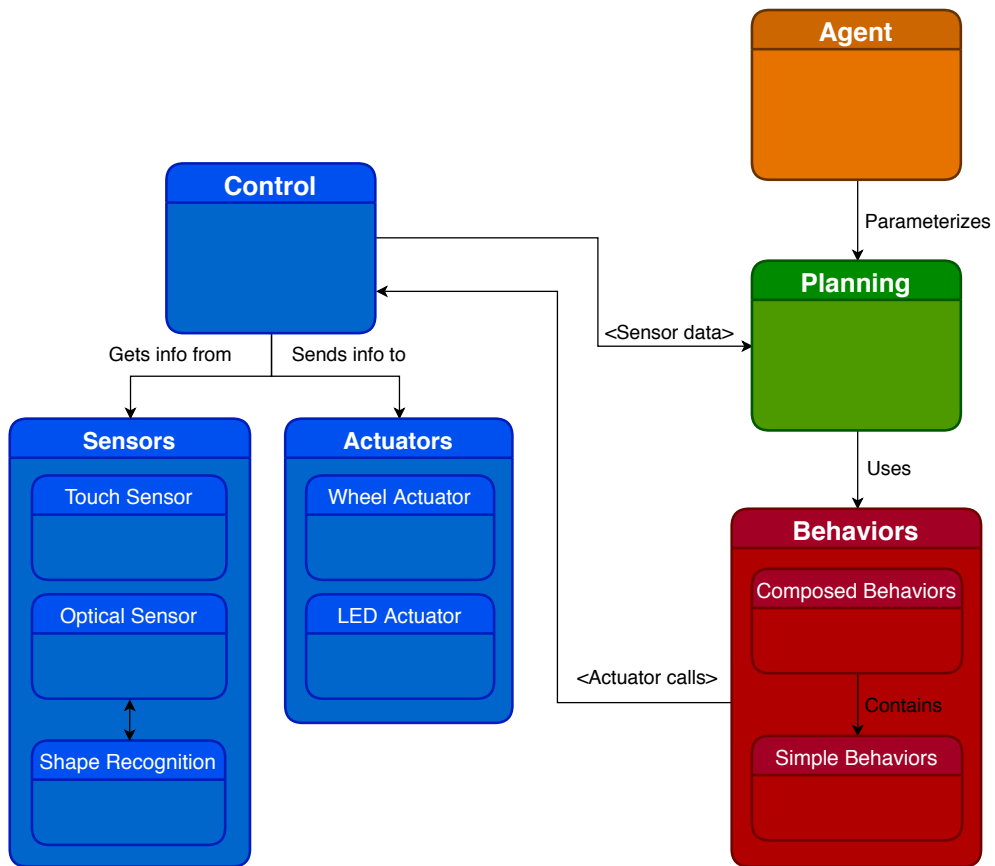 Agent
Control
Parameterizes
Planning
<Sensor data>
Gets info from
Sends info to
Sensors
Actuators
Uses
Touch Sensor
Wheel Actuator
Behaviors
Composed Behaviors
Optical Sensor
LED Actuator
<Actuator calls>
Contains
Shape Recognition
Simple Behaviors